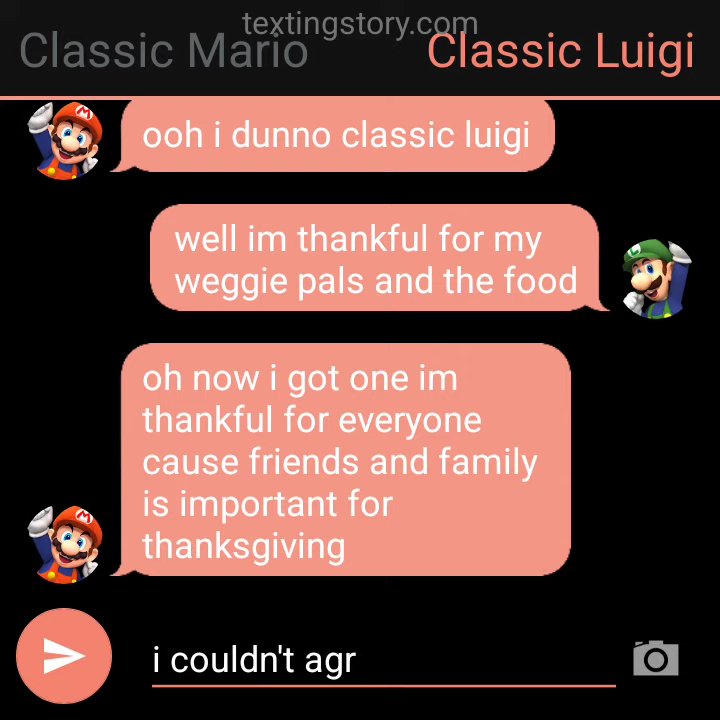 textingstory.com
Classic Mario
Classic Luigi
ooh i dunno classic luigi
well im thankful for my
weggie pals and the food
oh now i got one im
thankful for everyone
cause friends and family
is important for
thanksgiving
i couldn't agr